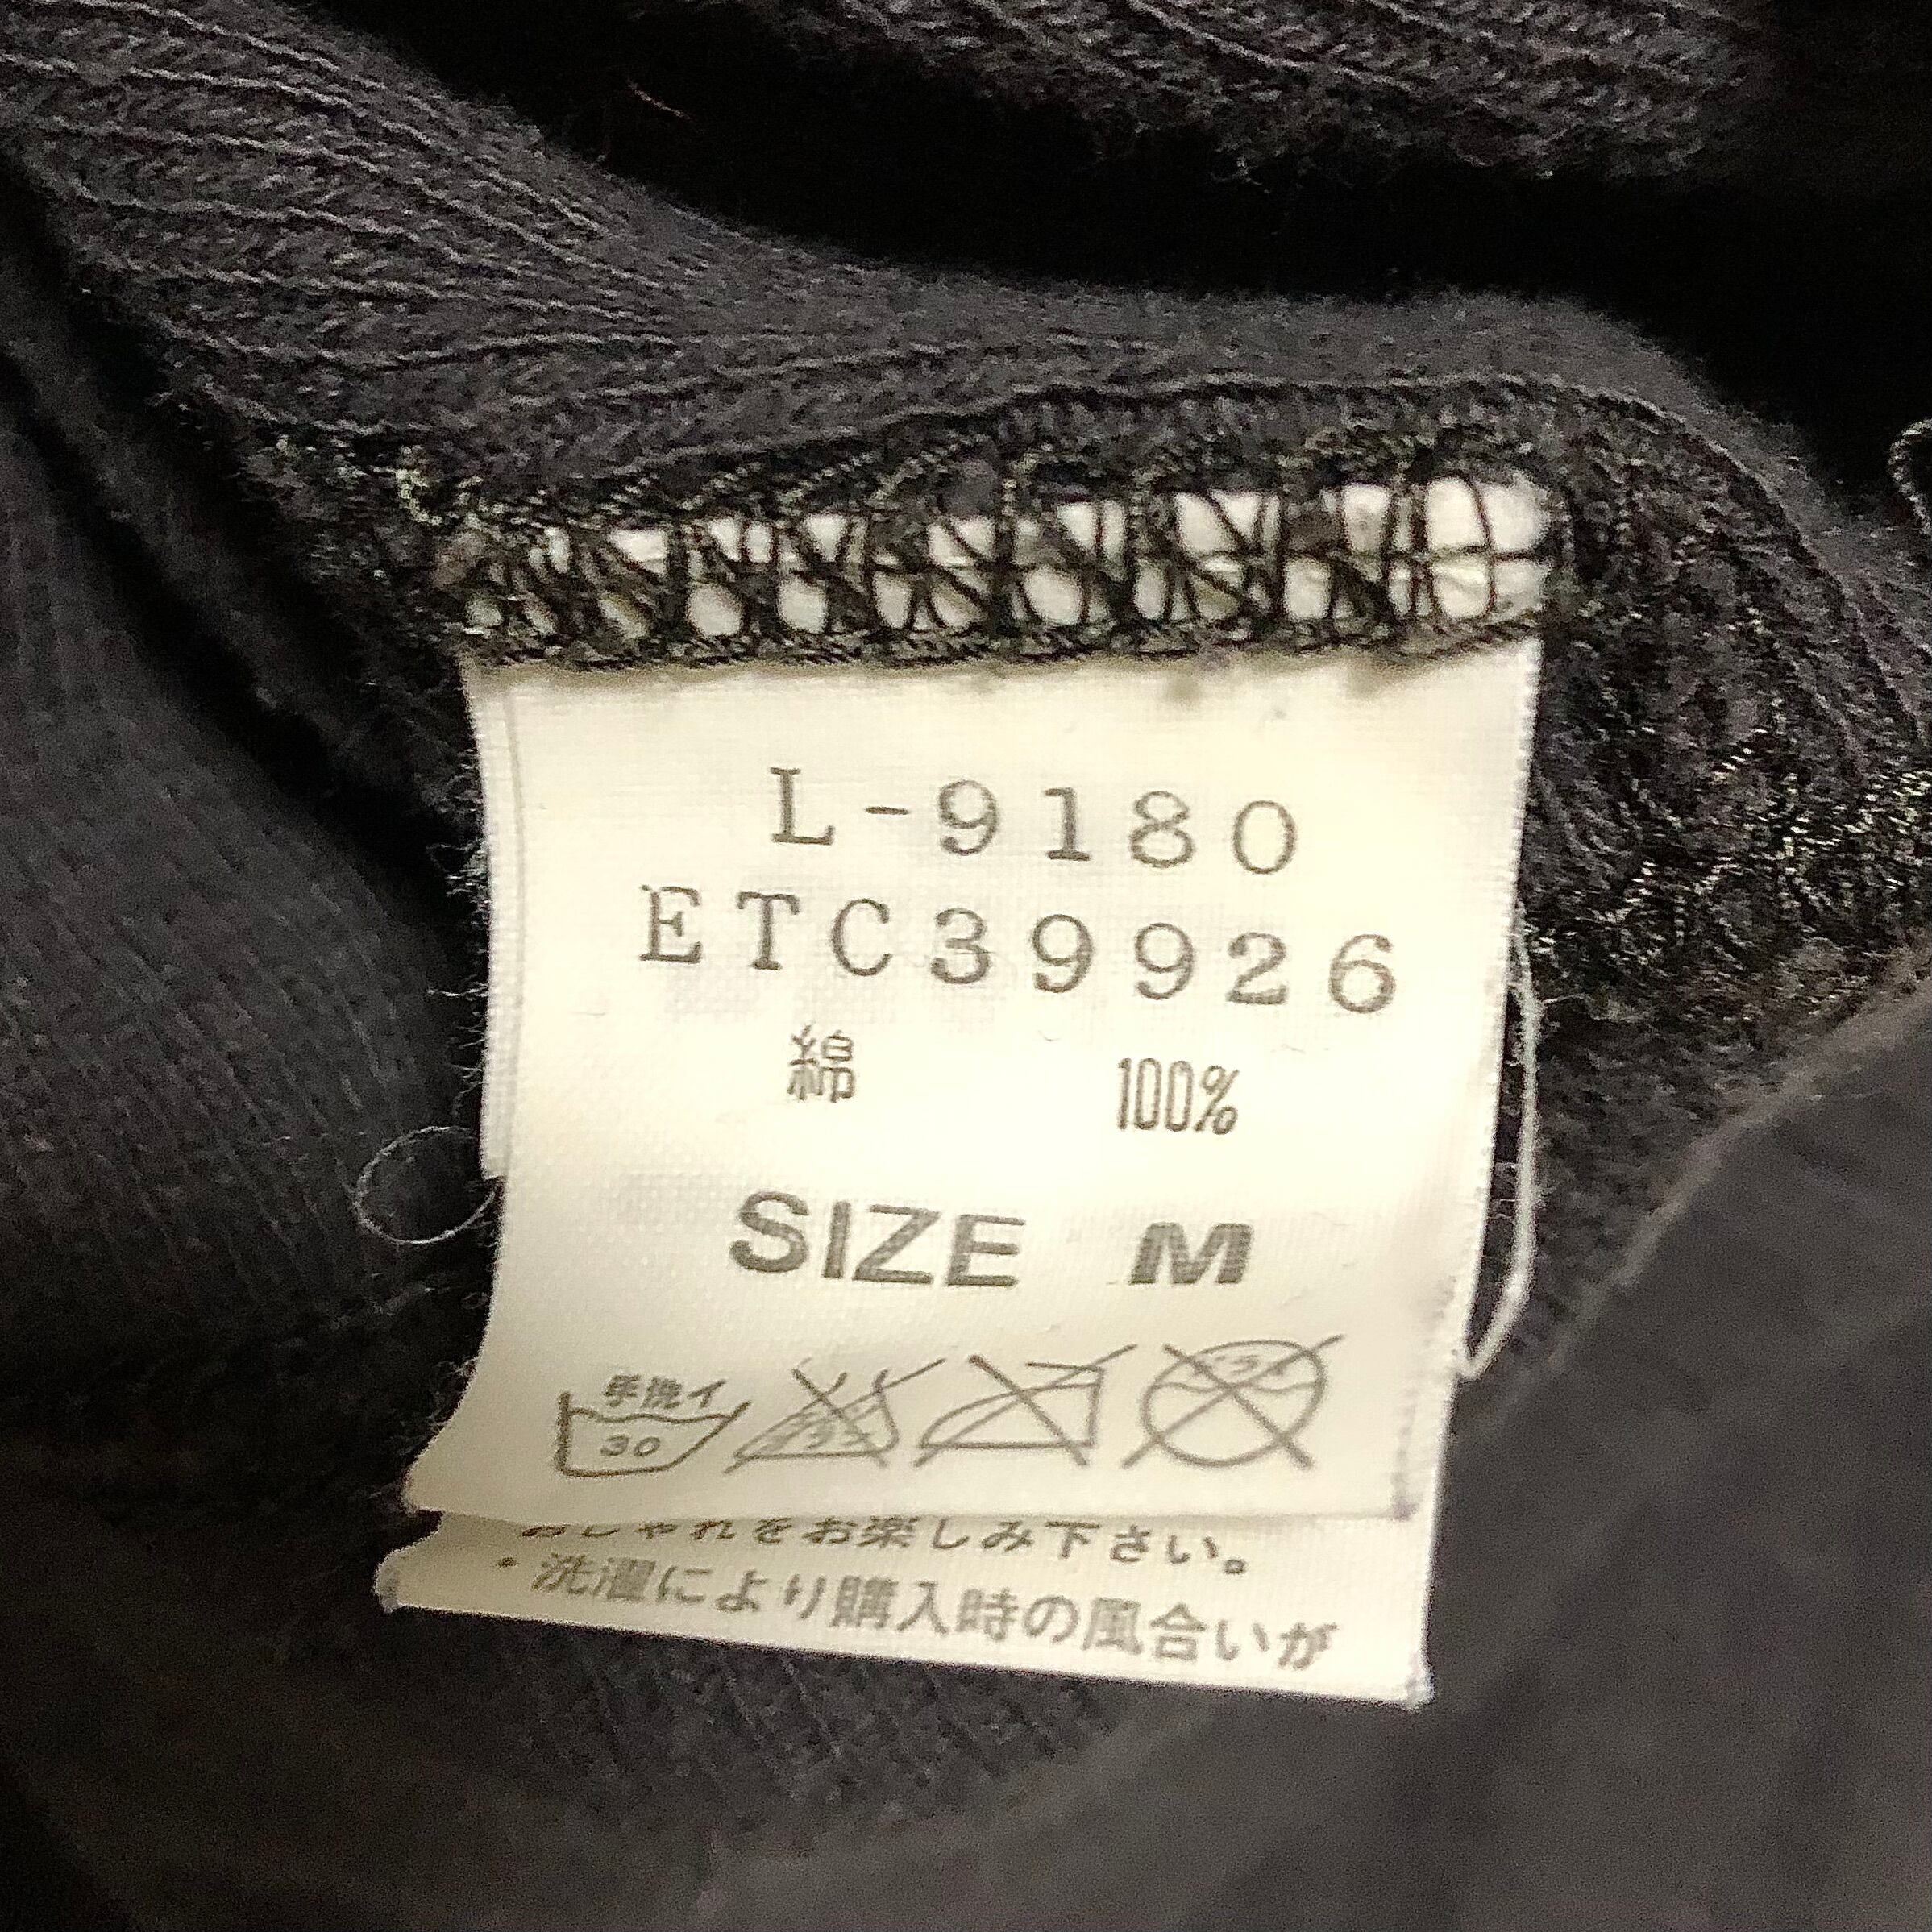 L-9180
ETC39926
綿 100%
SIZE M
手洗イ
30
おしゃれをお楽しみ下さい。
・洗濯により購入時の風合いが